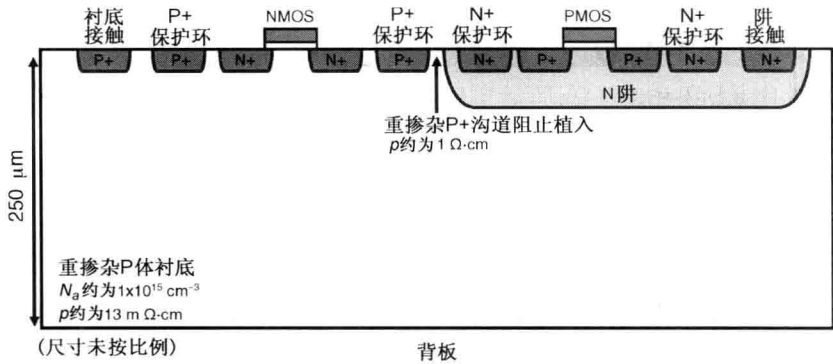 衬底 P+ NMOS P+ N+ PMOS N+ 阱
接触 保护环 保护环 保护环 保护环 接触
P+ P+ N+ N+ P+ N+ P+ P+ N+ N+
N阱
重掺杂P+沟道阻止植入
p约为1 Ω·cm
250 μm
重掺杂P体衬底
Nₐ约为1x10¹⁵ cm⁻³
p约为13 m Ω·cm
(尺寸未按比例) 背板